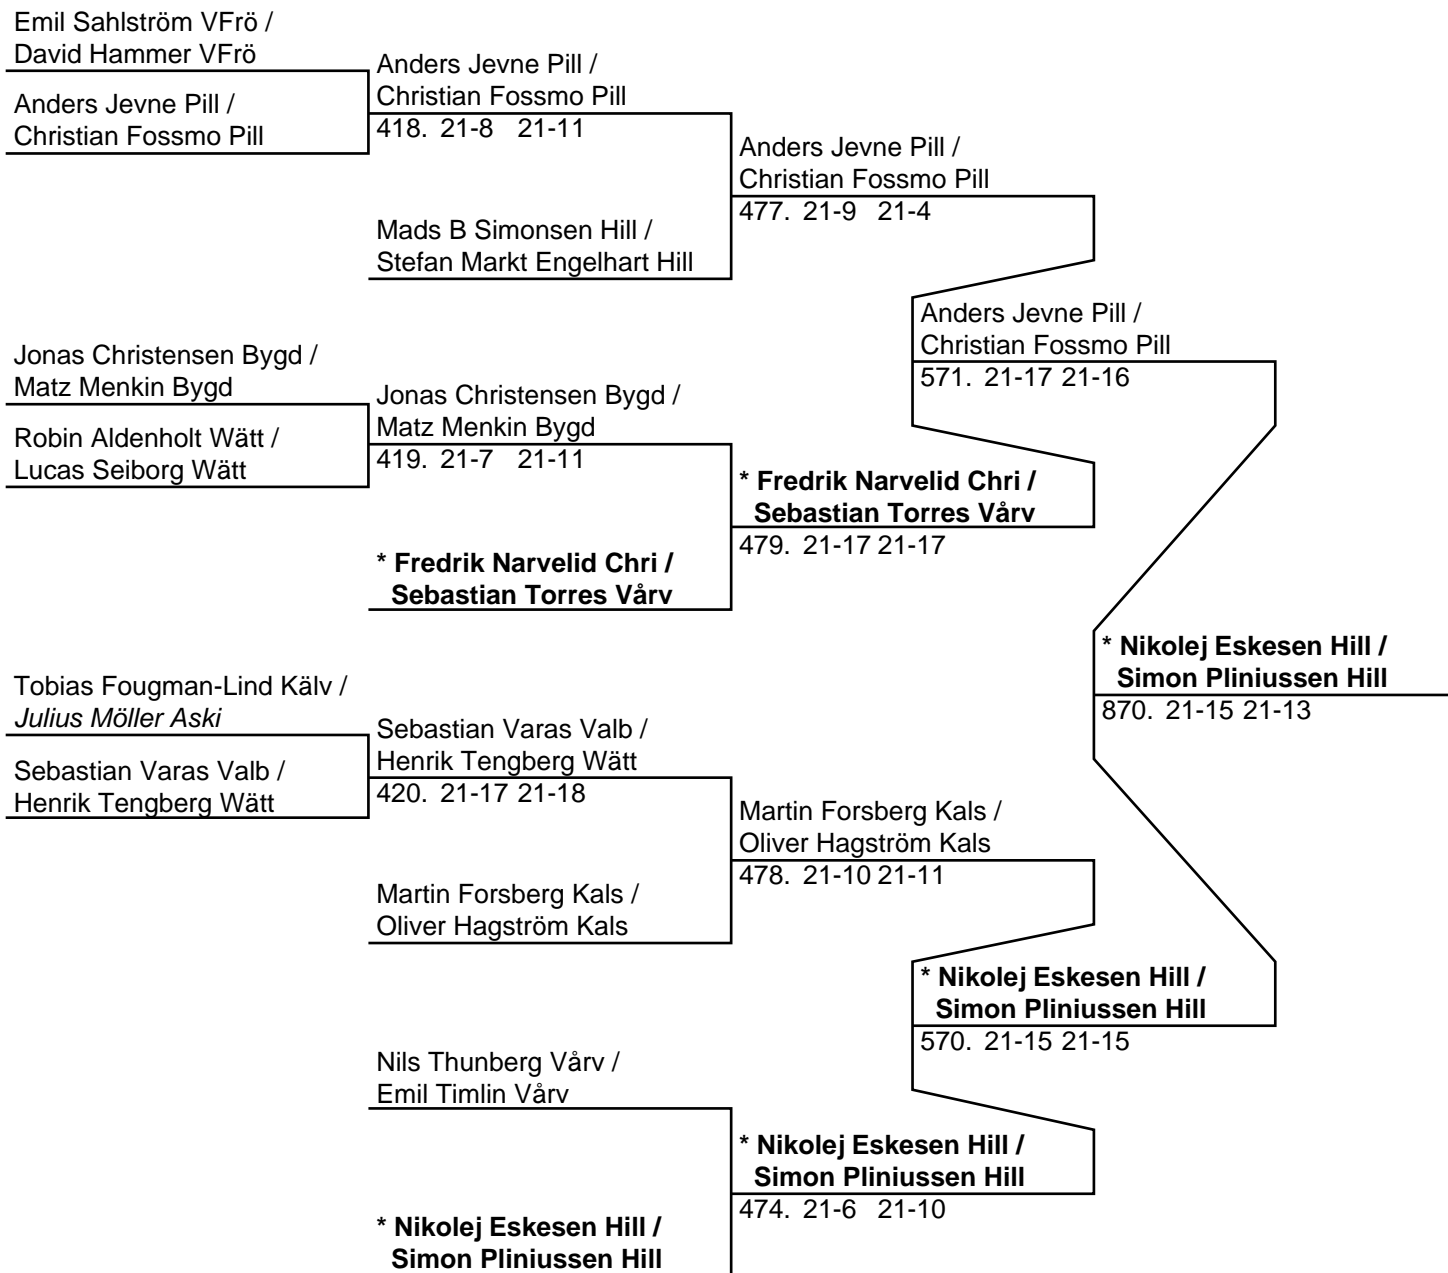 Emil Sahlström VFrö /
David Hammer VFrö
Anders Jevne Pill /
Christian Fossmo Pill
Anders Jevne Pill /
Christian Fossmo Pill
418. 21-8 21-11
Mads B Simonsen Hill /
Stefan Markt Engelhart Hill
Anders Jevne Pill /
Christian Fossmo Pill
477. 21-9 21-4
Jonas Christensen Bygd /
Matz Menkin Bygd
Robin Aldenholt Wätt /
Lucas Seiborg Wätt
Jonas Christensen Bygd /
Matz Menkin Bygd
419. 21-7 21-11
* Fredrik Narvelid Chri /
Sebastian Torres Vårv
* Fredrik Narvelid Chri /
Sebastian Torres Vårv
479. 21-17 21-17
Anders Jevne Pill /
Christian Fossmo Pill
571. 21-17 21-16
Tobias Fougman-Lind Kälv /
Julius Möller Aski
Sebastian Varas Valb /
Henrik Tengberg Wätt
Sebastian Varas Valb /
Henrik Tengberg Wätt
420. 21-17 21-18
Martin Forsberg Kals /
Oliver Hagström Kals
Martin Forsberg Kals /
Oliver Hagström Kals
478. 21-10 21-11
Nils Thunberg Vårv /
Emil Timlin Vårv
* Nikolej Eskesen Hill /
Simon Pliniussen Hill
* Nikolej Eskesen Hill /
Simon Pliniussen Hill
474. 21-6 21-10
* Nikolej Eskesen Hill /
Simon Pliniussen Hill
570. 21-15 21-15
* Nikolej Eskesen Hill /
Simon Pliniussen Hill
870. 21-15 21-13